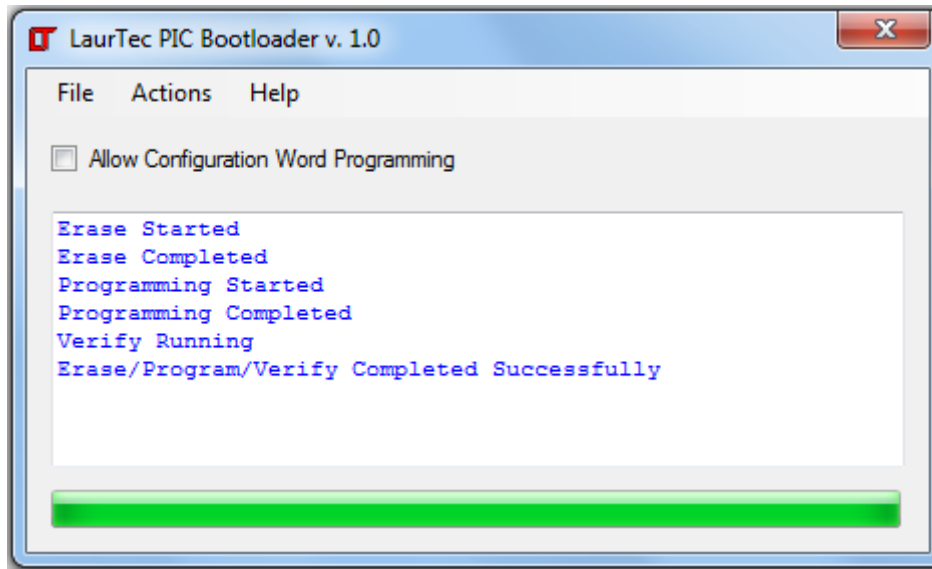 LaurTec PIC Bootloader v. 1.0
File Actions Help
Allow Configuration Word Programming
Erase Started
Erase Completed
Programming Started
Programming Completed
Verify Running
Erase/Program/Verify Completed Successfully